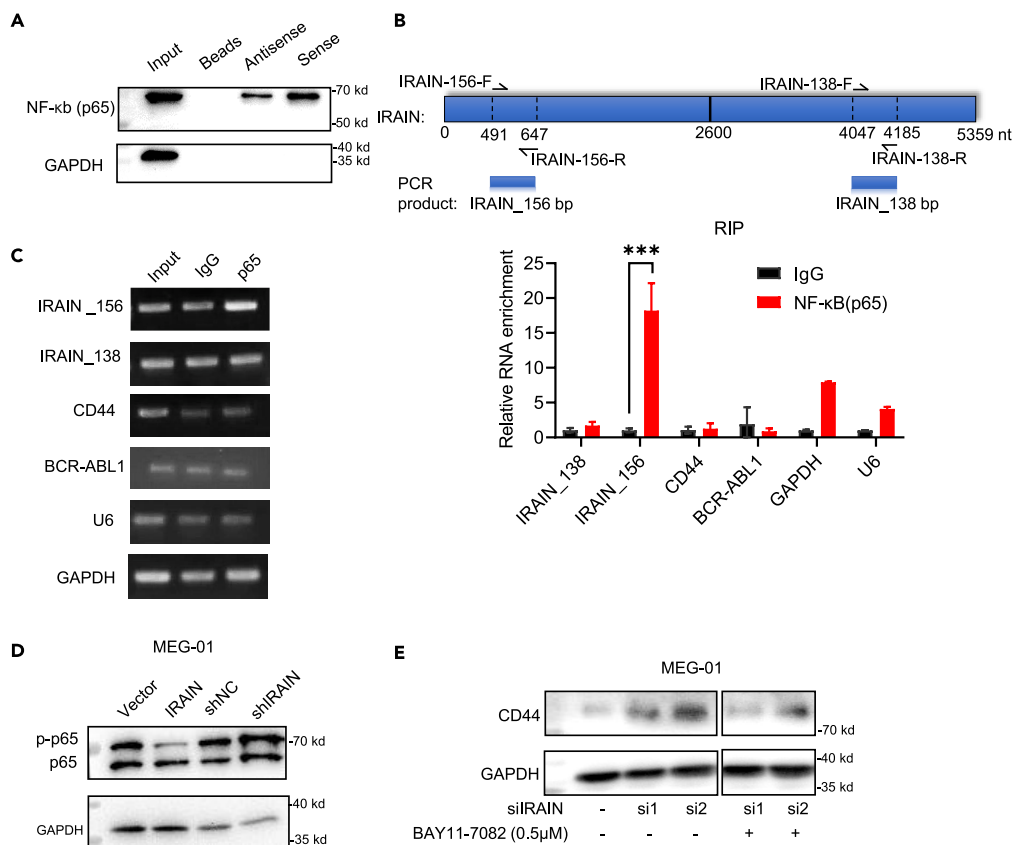 A
Input Beads Antisense Sense
NF-kb (p65)
-70 kd
-50 kd
GAPDH
-40 kd
-35 kd
B
IRAIN-156-F
IRAIN-138-F
IRAIN:
0 491 647 2600 4047 4185 5359 nt
IRAIN-156-R
IRAIN-138-R
PCR
product:
IRAIN_156 bp
IRAIN_138 bp
RIP
***
IgG
NF-κB(p65)
Relative RNA enrichment
25
20
15
10
5
0
IRAIN_138 IRAIN_156 CD44 BCR-ABL1 GAPDH U6
C
Input IgG p65
IRAIN _156
IRAIN_138
CD44
BCR-ABL1
U6
GAPDH
D
MEG-01
Vector IRAIN shNC shIRAIN
p-p65
p65
-70 kd
GAPDH
-40 kd
-35 kd
E
MEG-01
CD44
-70 kd
GAPDH
-40 kd
-35 kd
siIRAIN - si1 si2 si1 si2
BAY11-7082 (0.5μM) - - - + +